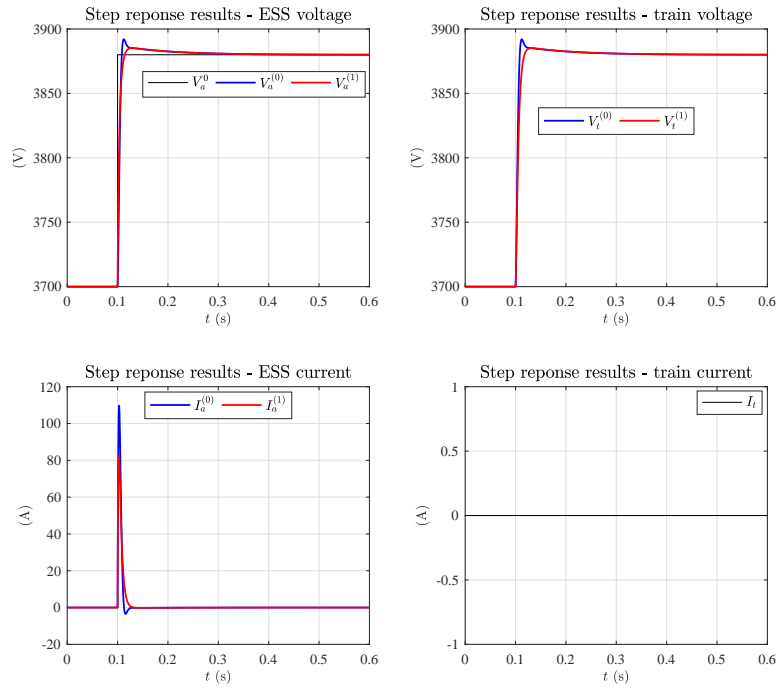 Step reponse results - ESS voltage
3900
3850
3800
3750
3700
(V)
0 0.1 0.2 0.3 0.4 0.5 0.6
t (s)
V_a^0 V_a^{(0)} V_a^{(1)}
Step reponse results - train voltage
3900
3850
3800
3750
3700
(V)
0 0.1 0.2 0.3 0.4 0.5 0.6
t (s)
V_t^{(0)} V_t^{(1)}
Step reponse results - ESS current
120
100
80
60
40
20
0
-20
(A)
0 0.1 0.2 0.3 0.4 0.5 0.6
t (s)
I_a^{(0)} I_a^{(1)}
Step reponse results - train current
1
0.5
0
-0.5
-1
(A)
0 0.1 0.2 0.3 0.4 0.5 0.6
t (s)
I_t